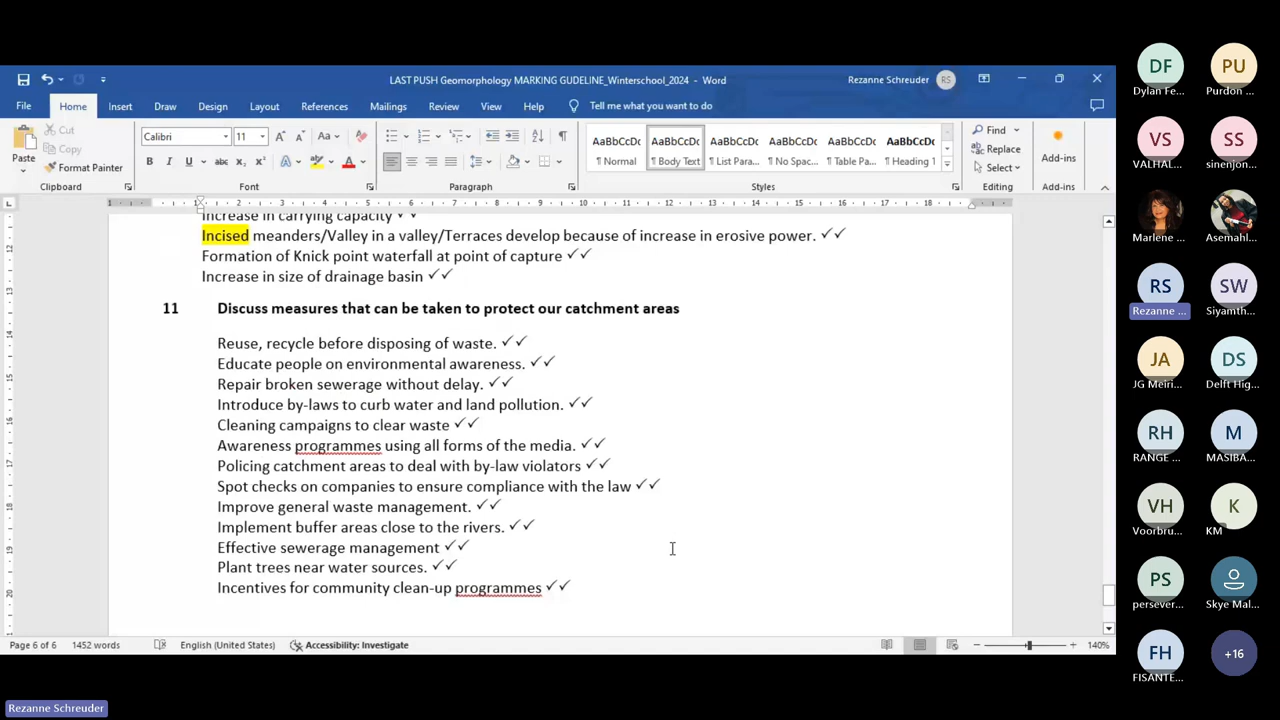 LAST PUSH Geomorphology MARKING GUDELINE_Winterschool_2024 - Word
Rezanne Schreuder
RS
File Home Insert Draw Design Layout References Mailings Review View Help Tell me what you want to do
Paste
Cut
Copy
Format Painter
Calibri 11
AaBbCcDc AaBbCcDc AaBbCcDc AaBbCcDc AaBbCcDc AaBbCcDc
¶ Normal ¶ Body Text ¶ List Para... ¶ No Spac... ¶ Table Pa... ¶ Heading 1
Find
Replace
Select
Add-ins
Clipboard Font Paragraph Styles Editing Add-ins
Increase in carrying capacity ✓✓
Incised meanders/Valley in a valley/Terraces develop because of increase in erosive power. ✓✓
Formation of Knick point waterfall at point of capture ✓✓
Increase in size of drainage basin ✓✓
11 Discuss measures that can be taken to protect our catchment areas
Reuse, recycle before disposing of waste. ✓✓
Educate people on environmental awareness. ✓✓
Repair broken sewerage without delay. ✓✓
Introduce by-laws to curb water and land pollution. ✓✓
Cleaning campaigns to clear waste ✓✓
Awareness programmes using all forms of the media. ✓✓
Policing catchment areas to deal with by-law violators ✓✓
Spot checks on companies to ensure compliance with the law ✓✓
Improve general waste management. ✓✓
Implement buffer areas close to the rivers. ✓✓
Effective sewerage management ✓✓
Plant trees near water sources. ✓✓
Incentives for community clean-up programmes ✓✓
Page 6 of 6 1452 words English (United States) Accessibility: Investigate 140%
Rezanne Schreuder
DF PU
Dylan Fe... Purdon ...
VS SS
VALHAL... sinenjon...
Marlene ... Asemahl...
RS SW
Rezanne ... Siyamth...
JA DS
JG Meiri... Delft Hig...
RH M
RANGE ... MASIBA...
VH K
Voorbru... KM
PS
persever... Skye Mal...
FH +16
FISANTE...